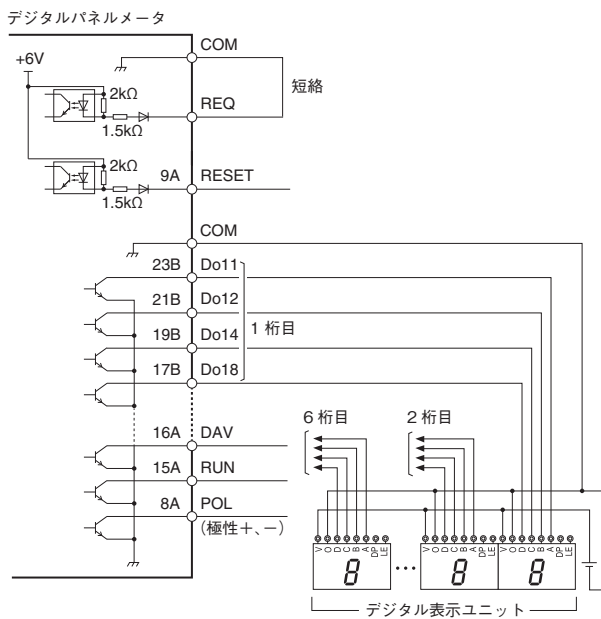 デジタルパネルメータ
+6V
COM
2kΩ
REQ
短絡
1.5kΩ
2kΩ
9A RESET
1.5kΩ
COM
23B Do11
21B Do12
1桁目
19B Do14
17B Do18
16A DAV
15A RUN
8A POL
(極性+、−)
6桁目 2桁目
V O D C B A DP LE V O D C B A DP LE V O D C B A DP LE
8 … 8 8
デジタル表示ユニット